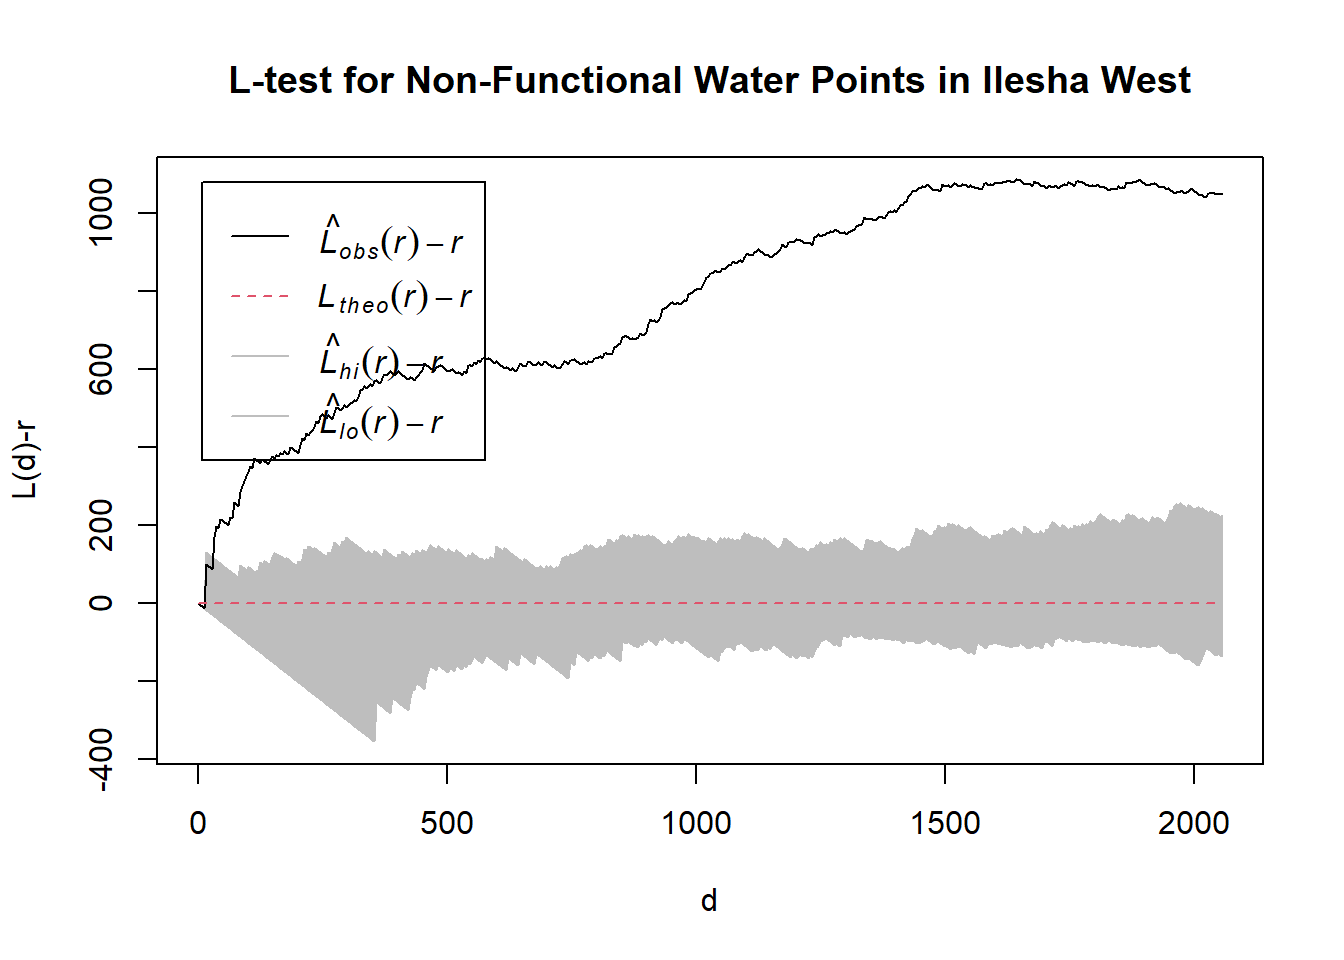 L-test for Non-Functional Water Points in Ilesha West
L(d)-r
1000
600
200
0
-400
L̂obs(r) – r
Ltheo(r) – r
L̂hi(r) – r
L̂lo(r) – r
0 500 1000 1500 2000
d